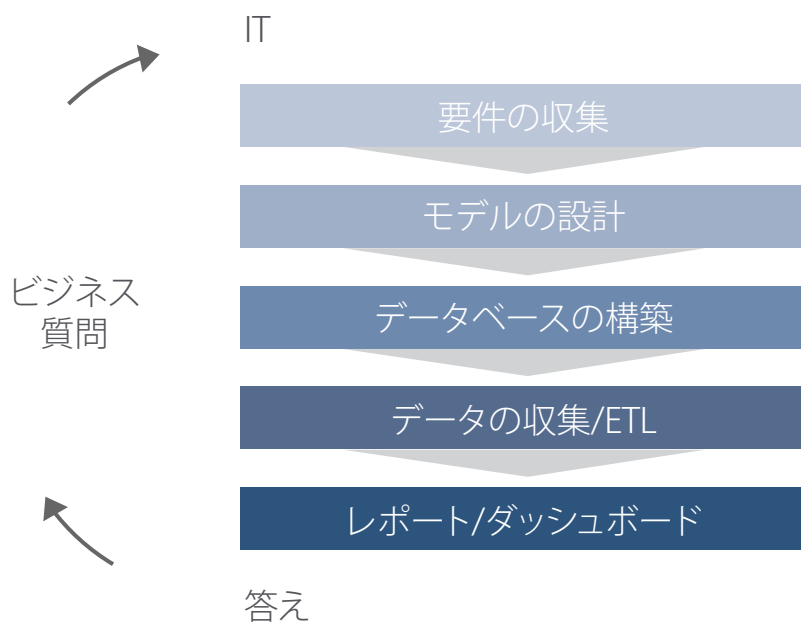 IT
要件の収集
モデルの設計
ビジネス
質問
データベースの構築
データの収集/ETL
レポート/ダッシュボード
答え